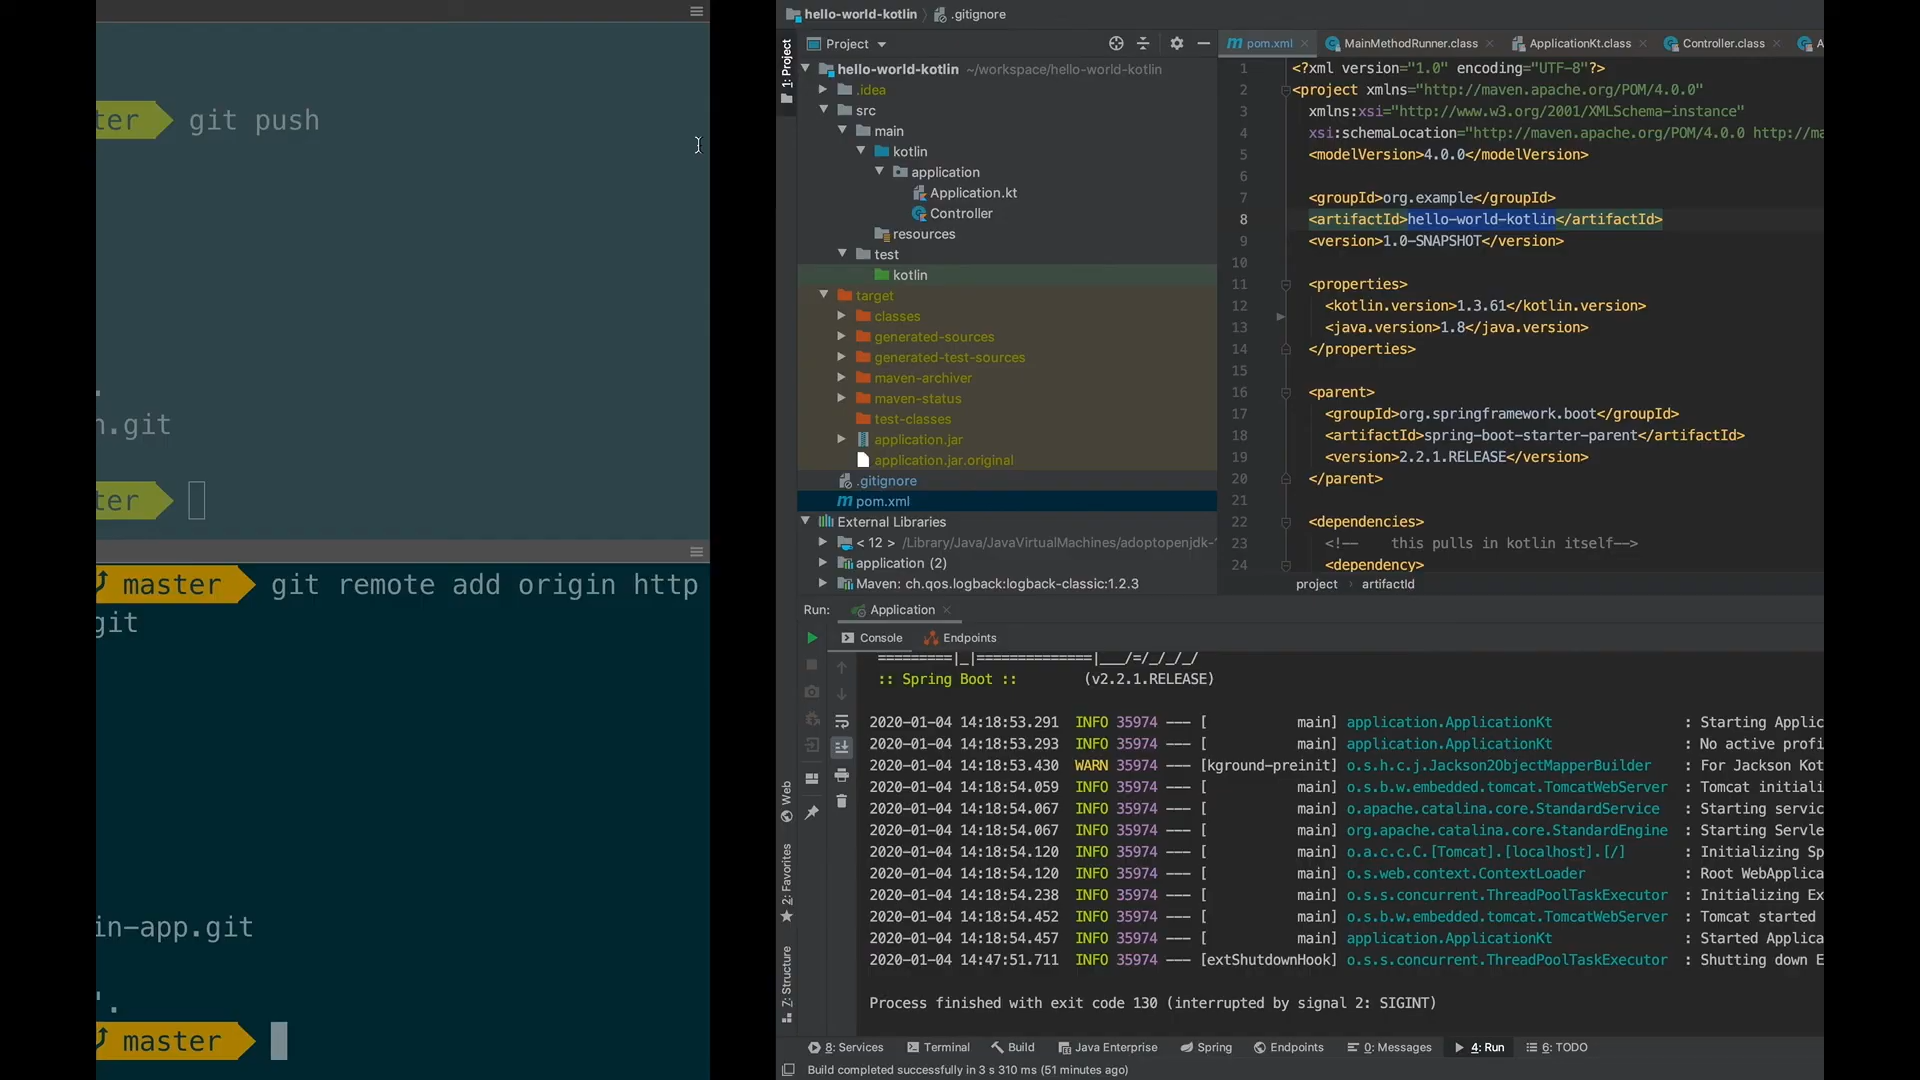 ter git push
.
n.git
ter
master git remote add origin http
git
in-app.git
'.
master
hello-world-kotlin .gitignore
1: Project
Project
hello-world-kotlin ~/workspace/hello-world-kotlin
.idea
src
main
kotlin
application
Application.kt
Controller
resources
test
kotlin
target
classes
generated-sources
generated-test-sources
maven-archiver
maven-status
test-classes
application.jar
application.jar.original
.gitignore
pom.xml
External Libraries
< 12 > /Library/Java/JavaVirtualMachines/adoptopenjdk-1
application (2)
Maven: ch.qos.logback:logback-classic:1.2.3
pom.xml MainMethodRunner.class ApplicationKt.class Controller.class A
1 <?xml version="1.0" encoding="UTF-8"?>
2 <project xmlns="http://maven.apache.org/POM/4.0.0"
3 xmlns:xsi="http://www.w3.org/2001/XMLSchema-instance"
4 xsi:schemaLocation="http://maven.apache.org/POM/4.0.0 http://ma
5 <modelVersion>4.0.0</modelVersion>
6
7 <groupId>org.example</groupId>
8 <artifactId>hello-world-kotlin</artifactId>
9 <version>1.0-SNAPSHOT</version>
10
11 <properties>
12 <kotlin.version>1.3.61</kotlin.version>
13 <java.version>1.8</java.version>
14 </properties>
15
16 <parent>
17 <groupId>org.springframework.boot</groupId>
18 <artifactId>spring-boot-starter-parent</artifactId>
19 <version>2.2.1.RELEASE</version>
20 </parent>
21
22 <dependencies>
23 <!-- this pulls in kotlin itself-->
24 <dependency>
project artifactId
Run: Application
Console Endpoints
=========|_|==============|___/=/_/_/_/
:: Spring Boot :: (v2.2.1.RELEASE)
2020-01-04 14:18:53.291 INFO 35974 --- [ main] application.ApplicationKt : Starting Applic
2020-01-04 14:18:53.293 INFO 35974 --- [ main] application.ApplicationKt : No active profi
2020-01-04 14:18:53.430 WARN 35974 --- [kground-preinit] o.s.h.c.j.Jackson2ObjectMapperBuilder : For Jackson Kot
2020-01-04 14:18:54.059 INFO 35974 --- [ main] o.s.b.w.embedded.tomcat.TomcatWebServer : Tomcat initiali
2020-01-04 14:18:54.067 INFO 35974 --- [ main] o.apache.catalina.core.StandardService : Starting servic
2020-01-04 14:18:54.067 INFO 35974 --- [ main] org.apache.catalina.core.StandardEngine : Starting Servle
2020-01-04 14:18:54.120 INFO 35974 --- [ main] o.a.c.c.C.[Tomcat].[localhost].[/] : Initializing Sp
2020-01-04 14:18:54.120 INFO 35974 --- [ main] o.s.web.context.ContextLoader : Root WebApplica
2020-01-04 14:18:54.238 INFO 35974 --- [ main] o.s.s.concurrent.ThreadPoolTaskExecutor : Initializing Ex
2020-01-04 14:18:54.452 INFO 35974 --- [ main] o.s.b.w.embedded.tomcat.TomcatWebServer : Tomcat started
2020-01-04 14:18:54.457 INFO 35974 --- [ main] application.ApplicationKt : Started Applica
2020-01-04 14:47:51.711 INFO 35974 --- [extShutdownHook] o.s.s.concurrent.ThreadPoolTaskExecutor : Shutting down E
Process finished with exit code 130 (interrupted by signal 2: SIGINT)
Web
2: Favorites
7: Structure
8: Services Terminal Build Java Enterprise Spring Endpoints 0: Messages 4: Run 6: TODO
Build completed successfully in 3 s 310 ms (51 minutes ago)